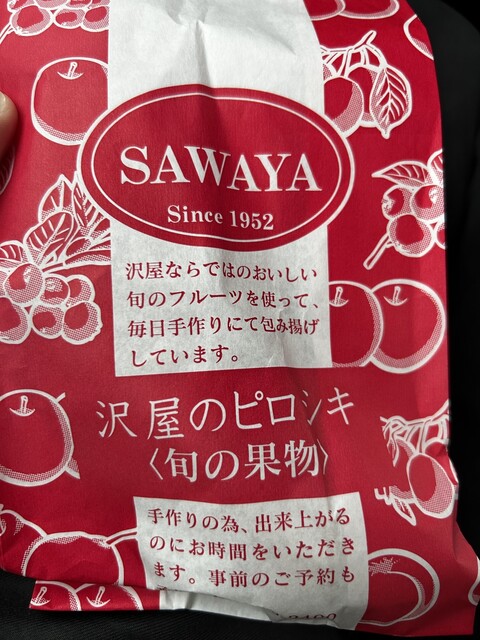 SAWAYA
Since 1952
沢屋ならではのおいしい
旬のフルーツを使って、
毎日手作りにて包み揚げ
しています。
沢屋のピロシキ
〈旬の果物〉
手作りの為、出来上がる
のにお時間をいただき
ます。事前のご予約も